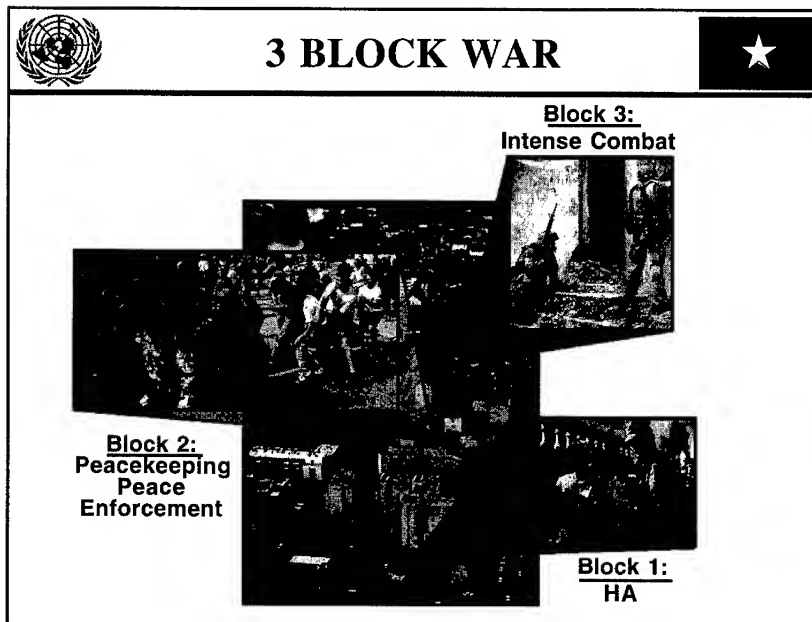 3 BLOCK WAR
Block 3:
Intense Combat
Block 2:
Peacekeeping
Peace
Enforcement
Block 1:
HA